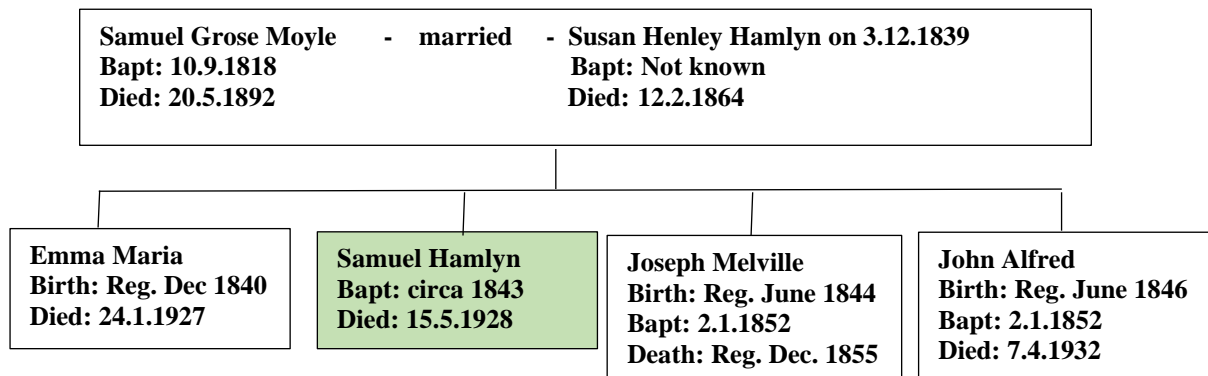 Samuel Grose Moyle - married - Susan Henley Hamlyn on 3.12.1839
Bapt: 10.9.1818 Bapt: Not known
Died: 20.5.1892 Died: 12.2.1864
Emma Maria
Birth: Reg. Dec 1840
Died: 24.1.1927
Samuel Hamlyn
Bapt: circa 1843
Died: 15.5.1928
Joseph Melville
Birth: Reg. June 1844
Bapt: 2.1.1852
Death: Reg. Dec. 1855
John Alfred
Birth: Reg. June 1846
Bapt: 2.1.1852
Died: 7.4.1932